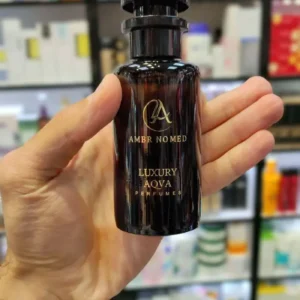 A
AMBR NOMED
LUXURY
AQVA
PERFUMES